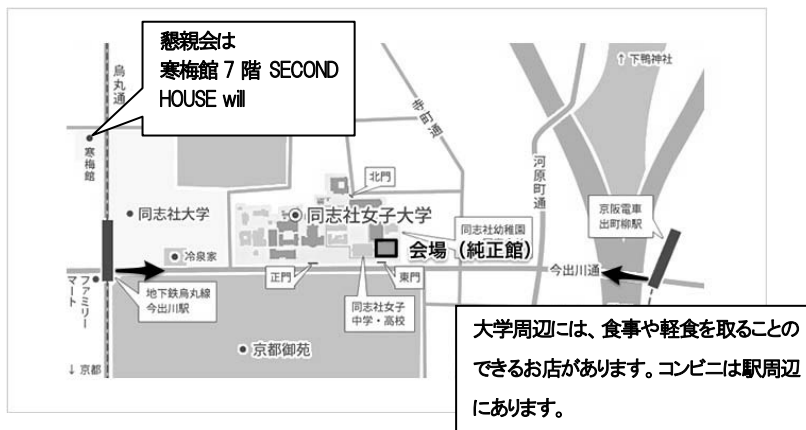 懇親会は
寒梅館 7 階 SECOND
HOUSE will
烏丸通
寒梅館
同志社大学
冷泉家
ファミリー
マート
地下鉄烏丸線
今出川駅
↓ 京都
京都御苑
正門
北門
同志社女子大学
同志社幼稚園
会場（純正館）
東門
同志社女子
中学・高校
寺町通
河原町通
今出川通
↑ 下鴨神社
京阪電車
出町柳駅
大学周辺には、食事や軽食を取ることの
できるお店があります。コンビニは駅周辺
にあります。